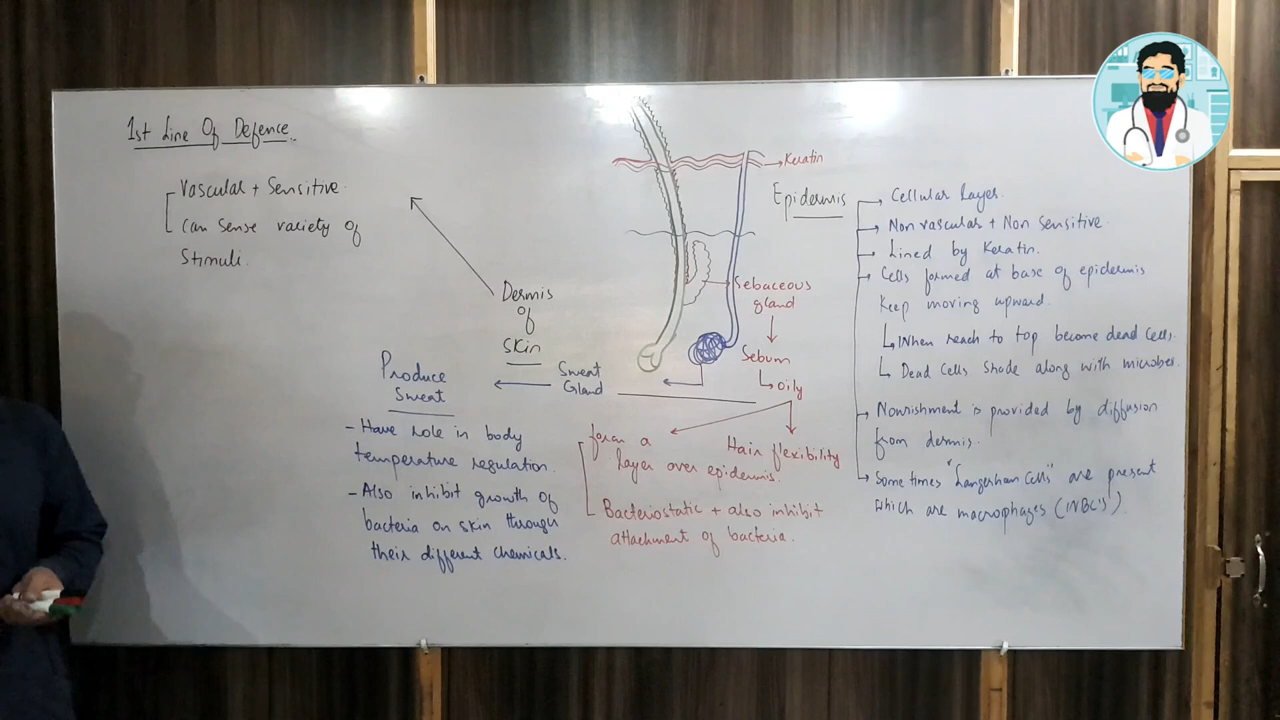 1st Line Of Defence
Vascular + Sensitive
Can sense variety of
Stimuli.
Dermis
of
Skin
Keratin
Sebaceous
gland
Sebum
Oily
Sweat
Gland
Produce
Sweat
- Have role in body
temperature regulation.
- Also inhibit growth of
bacteria on skin through
their different chemicals.
form a
layer over epidermis.
Bacteriostatic + also inhibit
attachment of bacteria.
Hair flexibility
Epidermis
Cellular Layer.
Non vascular + Non Sensitive
Lined by Keratin.
Cells formed at base of epidermis
Keep moving upward.
When reach to top become dead cells.
Dead Cells shade along with microbes.
Nourishment is provided by diffusion
from dermis.
Some times "Langerhan Cells" are present
which are macrophages (WBC's).